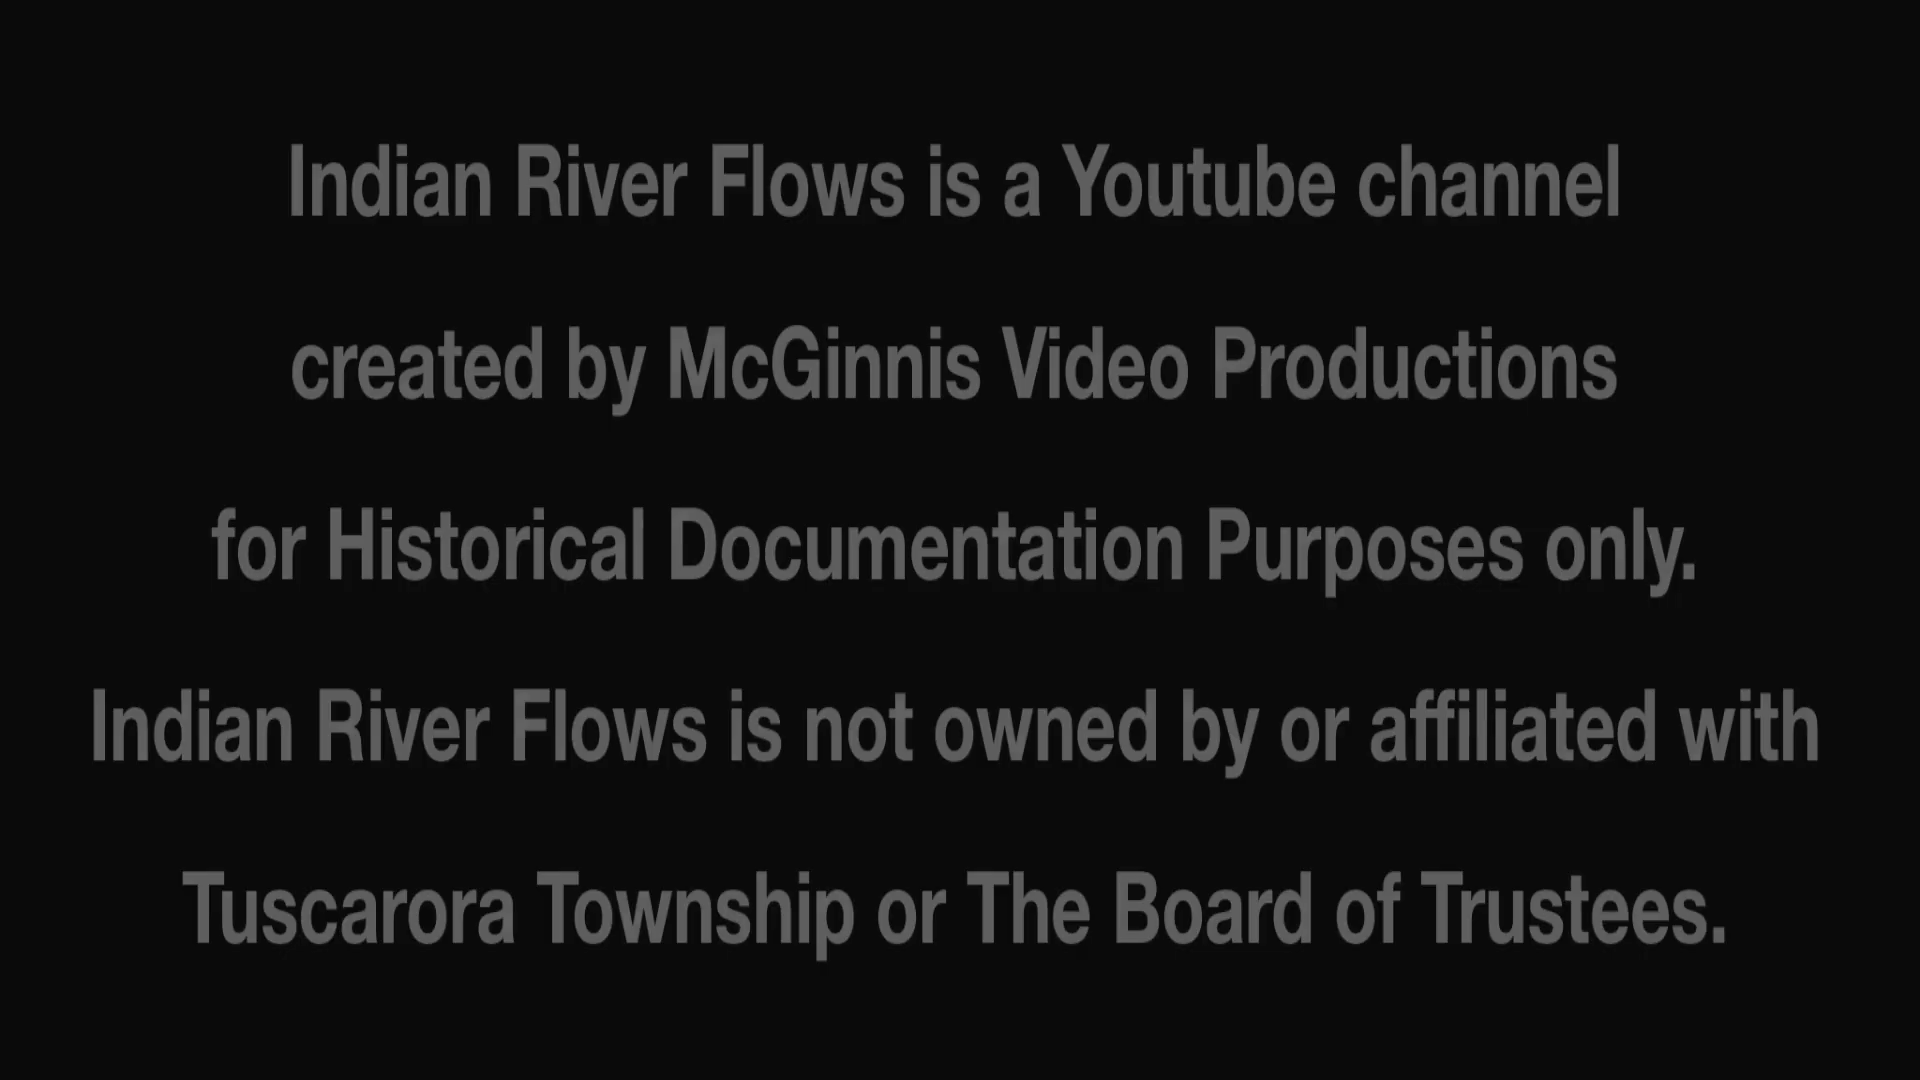 Indian River Flows is a Youtube channel
created by McGinnis Video Productions
for Historical Documentation Purposes only.
Indian River Flows is not owned by or affiliated with
Tuscarora Township or The Board of Trustees.